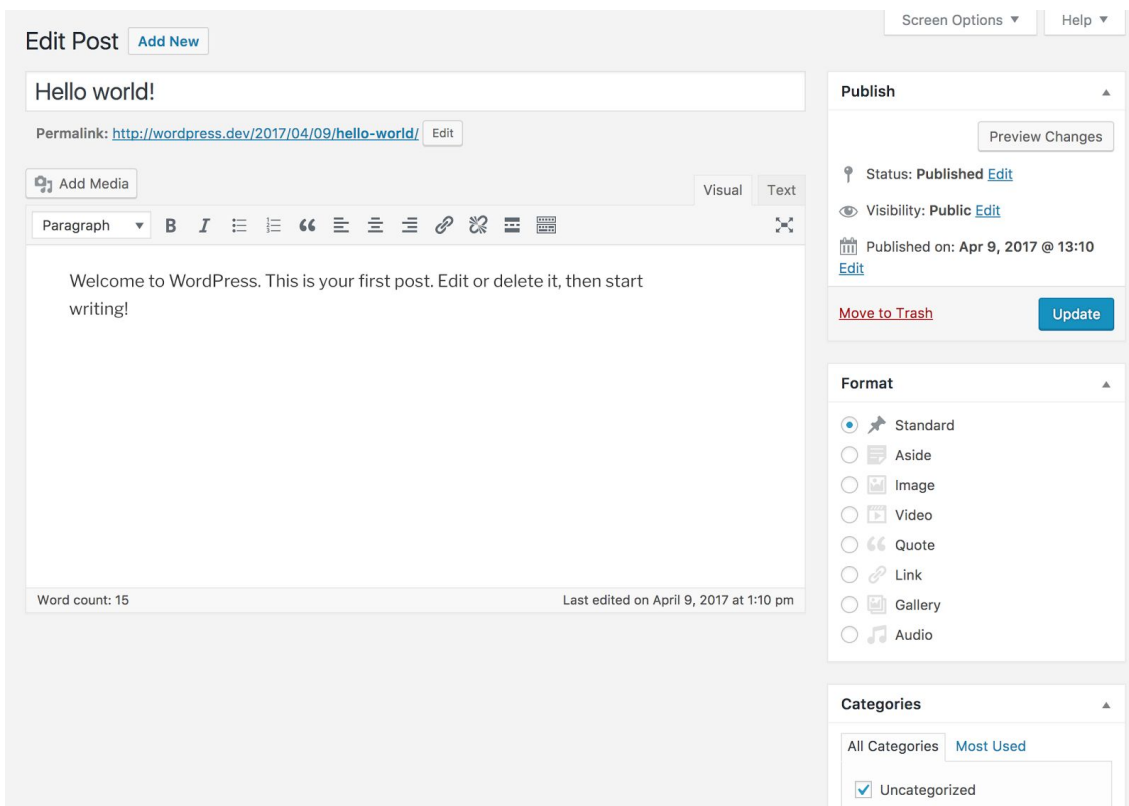 Screen Options ▼ Help ▼
Edit Post Add New
Hello world!
Permalink: http://wordpress.dev/2017/04/09/hello-world/ Edit
Add Media
Visual Text
Paragraph ▼ B I
Welcome to WordPress. This is your first post. Edit or delete it, then start
writing!
Word count: 15 Last edited on April 9, 2017 at 1:10 pm
Publish
Preview Changes
Status: Published Edit
Visibility: Public Edit
Published on: Apr 9, 2017 @ 13:10
Edit
Move to Trash Update
Format
Standard
Aside
Image
Video
Quote
Link
Gallery
Audio
Categories
All Categories Most Used
Uncategorized